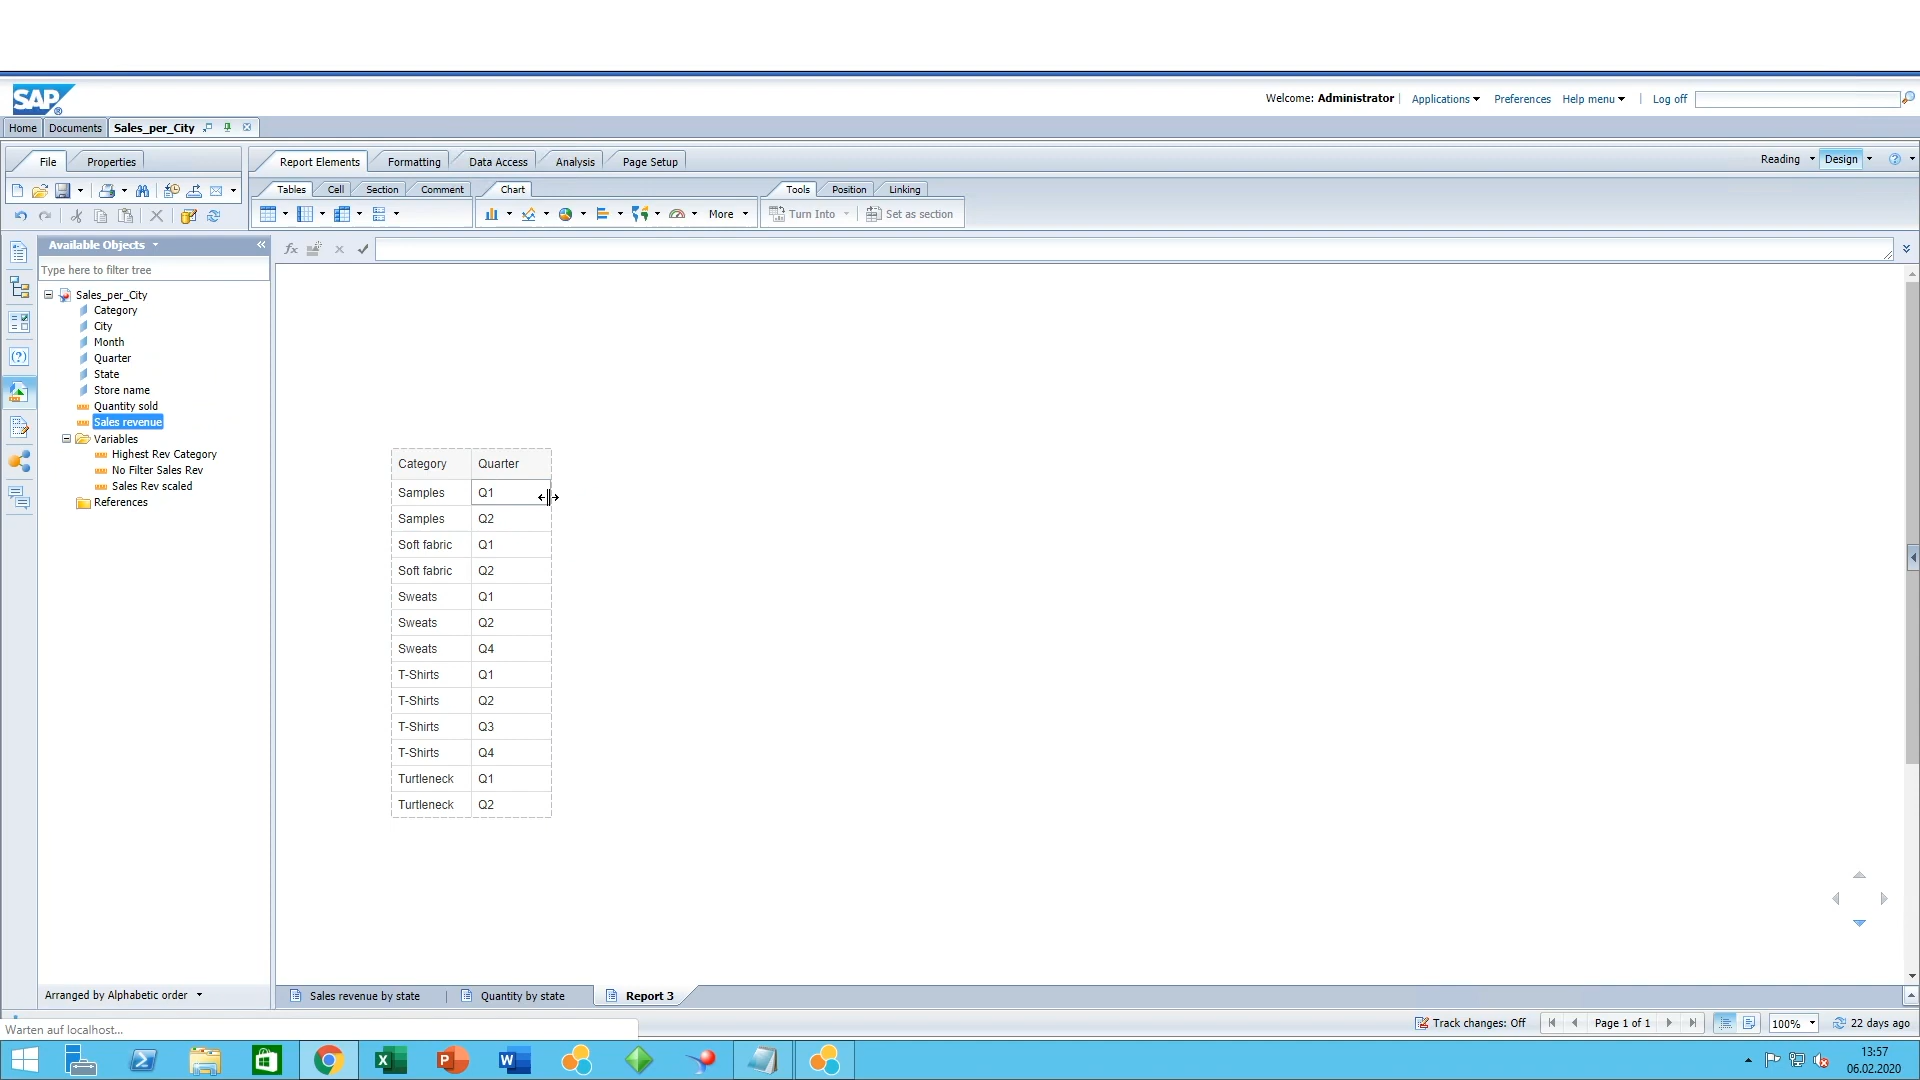 SAP
Welcome: Administrator
Applications
Preferences
Help menu
Log off
Home
Documents
Sales_per_City
File
Properties
Report Elements
Formatting
Data Access
Analysis
Page Setup
Reading
Design
Tables
Cell
Section
Comment
Chart
Tools
Position
Linking
More
Turn Into
Set as section
Available Objects
Type here to filter tree
Sales_per_City
Category
City
Month
Quarter
State
Store name
Quantity sold
Sales revenue
Variables
Highest Rev Category
No Filter Sales Rev
Sales Rev scaled
References
Category Quarter
Samples Q1
Samples Q2
Soft fabric Q1
Soft fabric Q2
Sweats Q1
Sweats Q2
Sweats Q4
T-Shirts Q1
T-Shirts Q2
T-Shirts Q3
T-Shirts Q4
Turtleneck Q1
Turtleneck Q2
Arranged by Alphabetic order
Sales revenue by state
Quantity by state
Report 3
Warten auf localhost...
Track changes: Off
Page 1 of 1
100%
22 days ago
13:57
06.02.2020